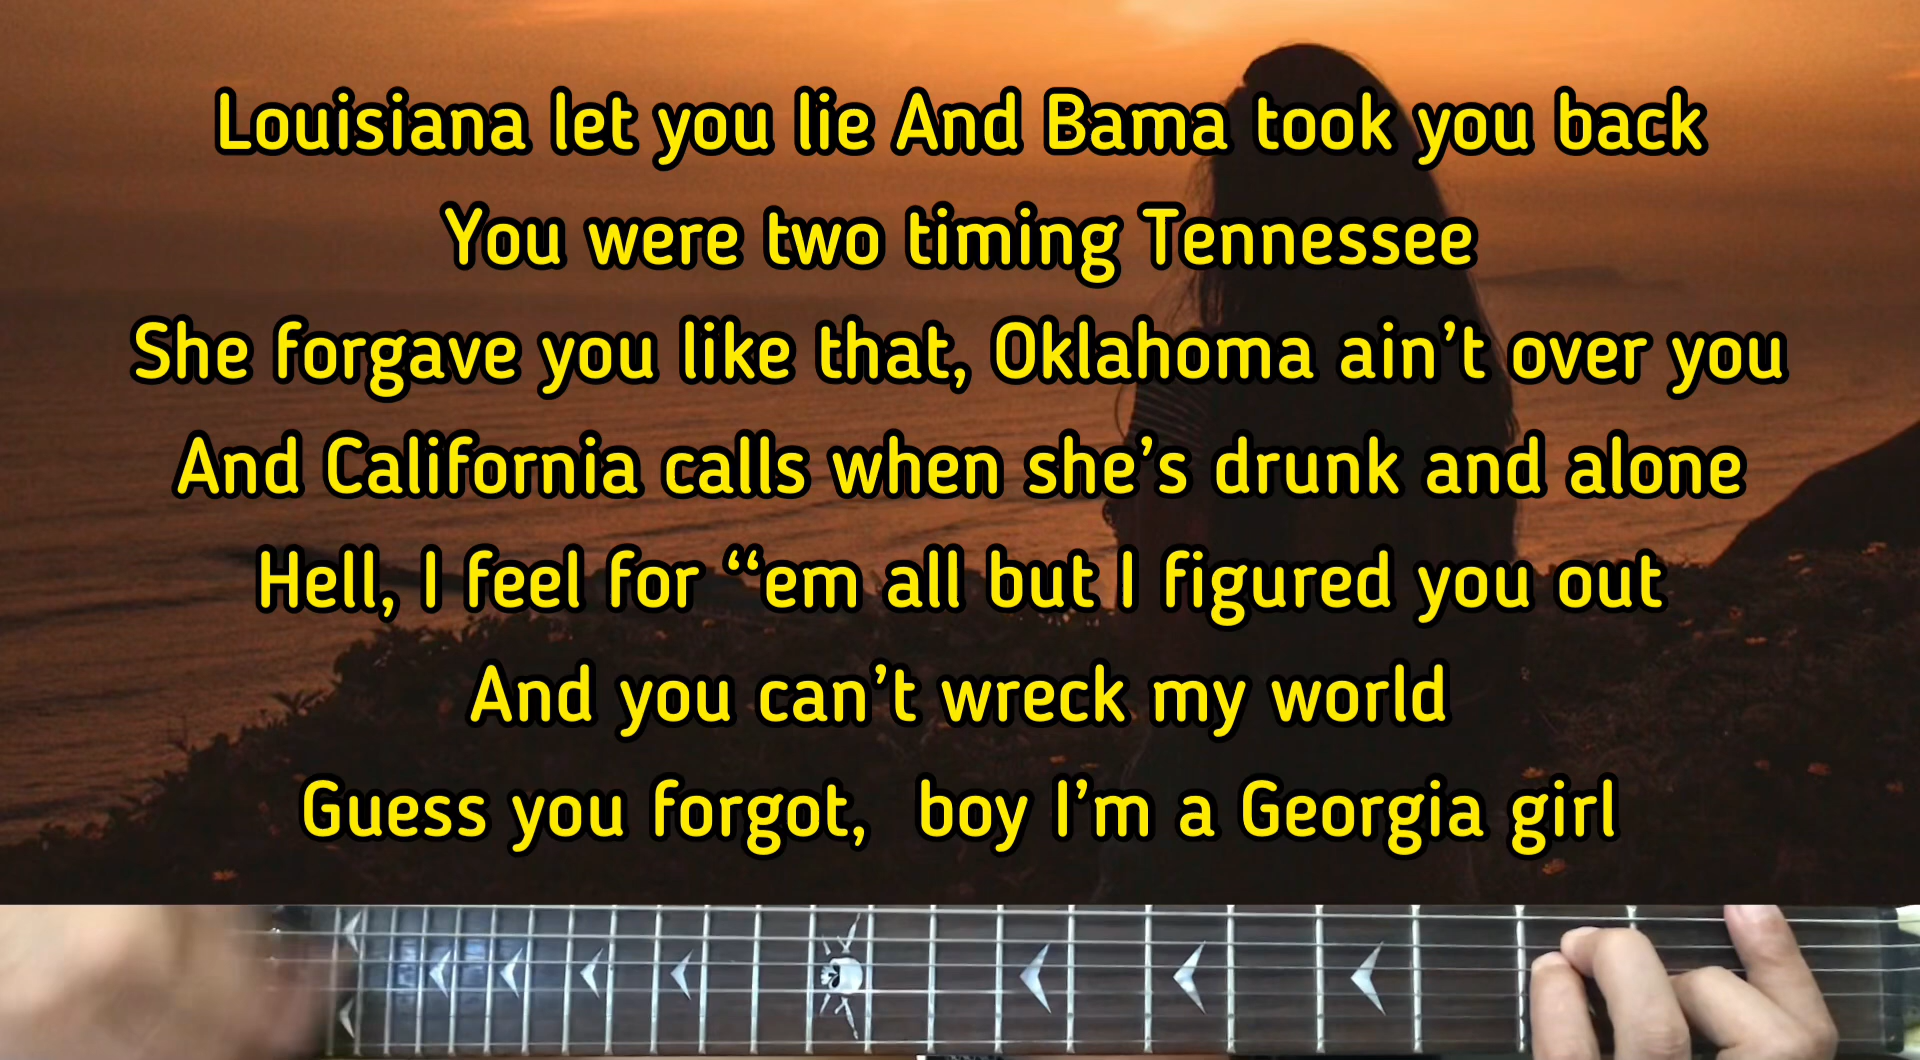 Louisiana let you lie And Bama took you back
You were two timing Tennessee
She forgave you like that, Oklahoma ain’t over you
And California calls when she’s drunk and alone
Hell, I feel for “em all but I figured you out
And you can’t wreck my world
Guess you forgot, boy I’m a Georgia girl